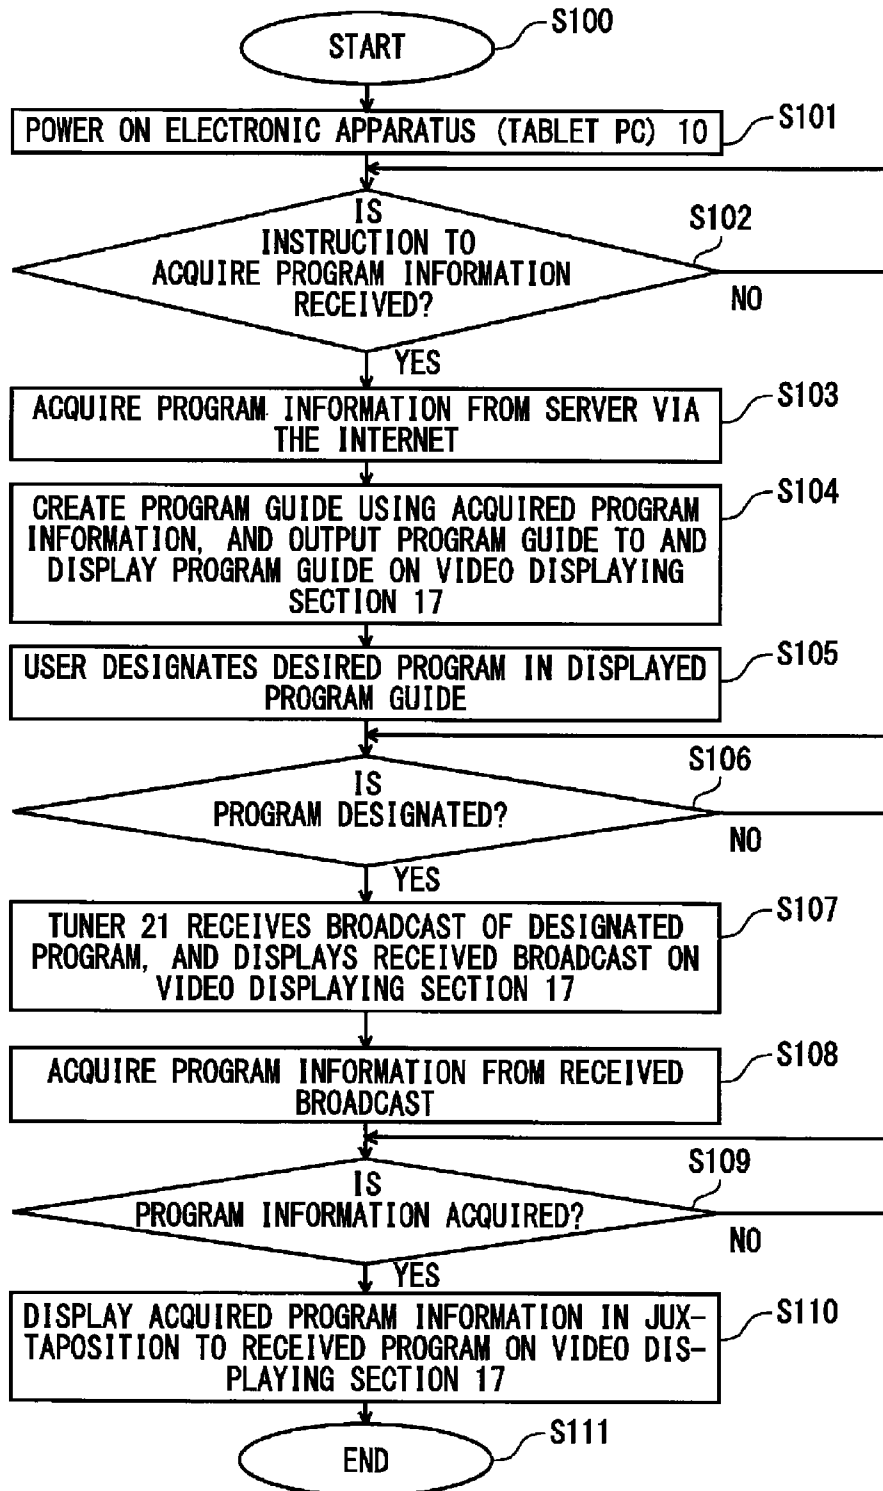 START
S100
POWER ON ELECTRONIC APPARATUS (TABLET PC) 10
S101
IS
INSTRUCTION TO
ACQUIRE PROGRAM INFORMATION
RECEIVED?
S102
NO
YES
ACQUIRE PROGRAM INFORMATION FROM SERVER VIA
THE INTERNET
S103
CREATE PROGRAM GUIDE USING ACQUIRED PROGRAM
INFORMATION, AND OUTPUT PROGRAM GUIDE TO AND
DISPLAY PROGRAM GUIDE ON VIDEO DISPLAYING
SECTION 17
S104
USER DESIGNATES DESIRED PROGRAM IN DISPLAYED
PROGRAM GUIDE
S105
IS
PROGRAM DESIGNATED?
S106
NO
YES
TUNER 21 RECEIVES BROADCAST OF DESIGNATED
PROGRAM, AND DISPLAYS RECEIVED BROADCAST ON
VIDEO DISPLAYING SECTION 17
S107
ACQUIRE PROGRAM INFORMATION FROM RECEIVED
BROADCAST
S108
IS
PROGRAM INFORMATION ACQUIRED?
S109
NO
YES
DISPLAY ACQUIRED PROGRAM INFORMATION IN JUX-
TAPOSITION TO RECEIVED PROGRAM ON VIDEO DIS-
PLAYING SECTION 17
S110
END
S111